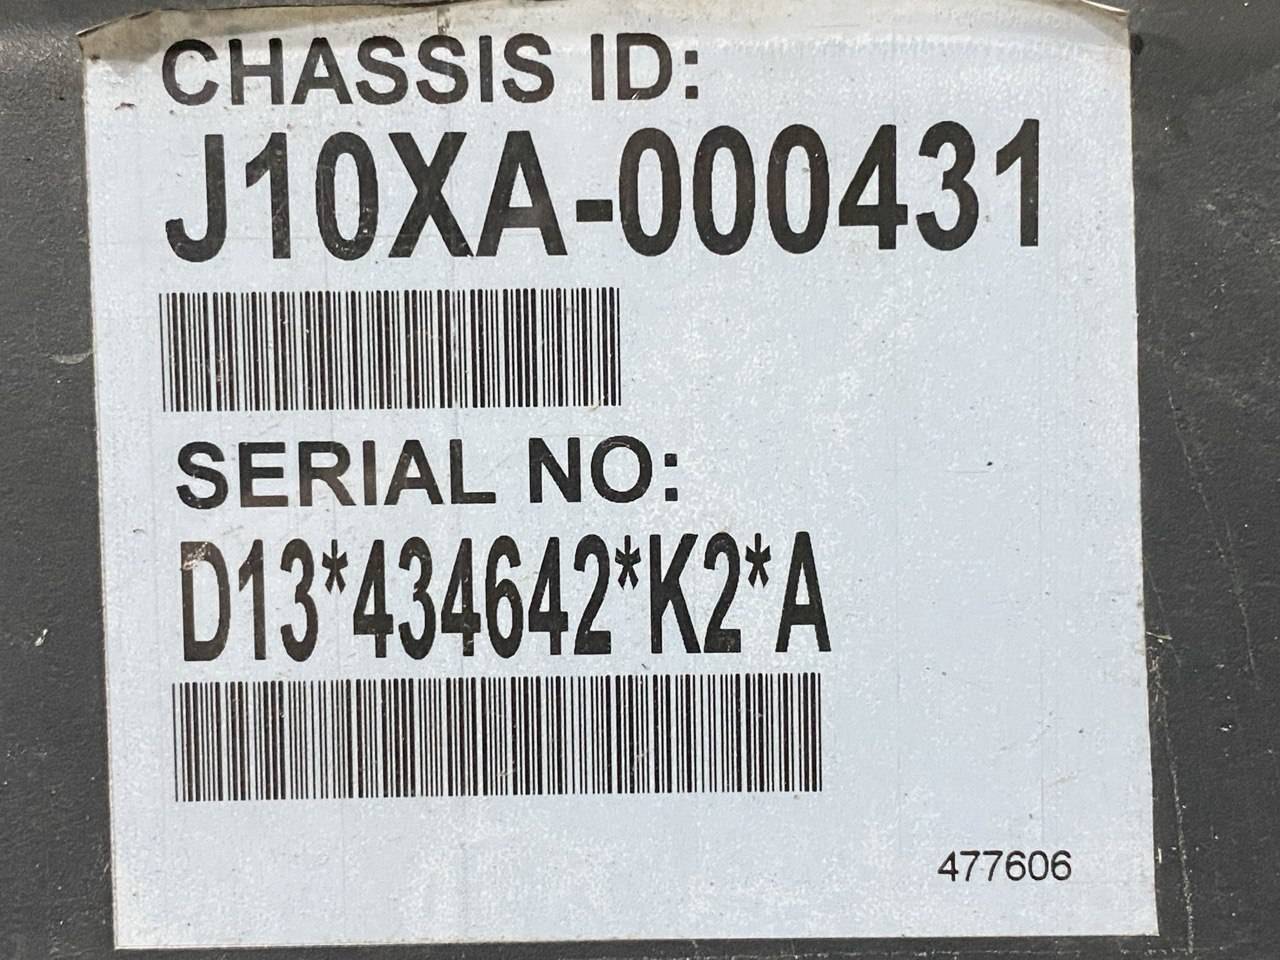 CHASSIS ID:
J10XA-000431
SERIAL NO:
D13*434642*K2*A
477606